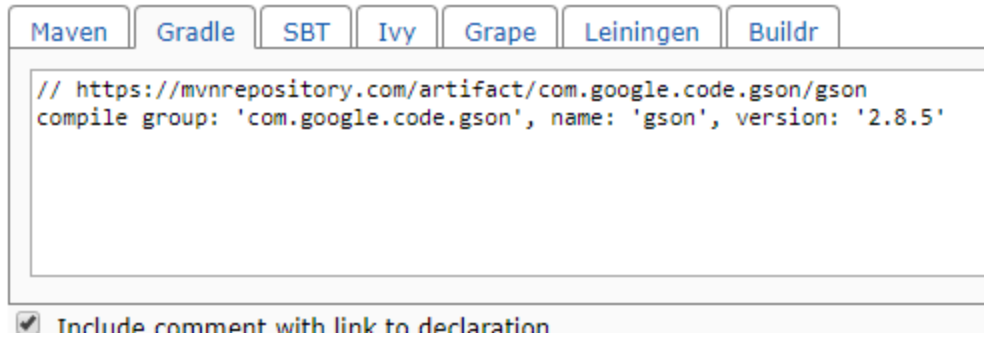 Maven Gradle SBT Ivy Grape Leiningen Buildr
// https://mvnrepository.com/artifact/com.google.code.gson/gson
compile group: 'com.google.code.gson', name: 'gson', version: '2.8.5'
Include comment with link to declaration